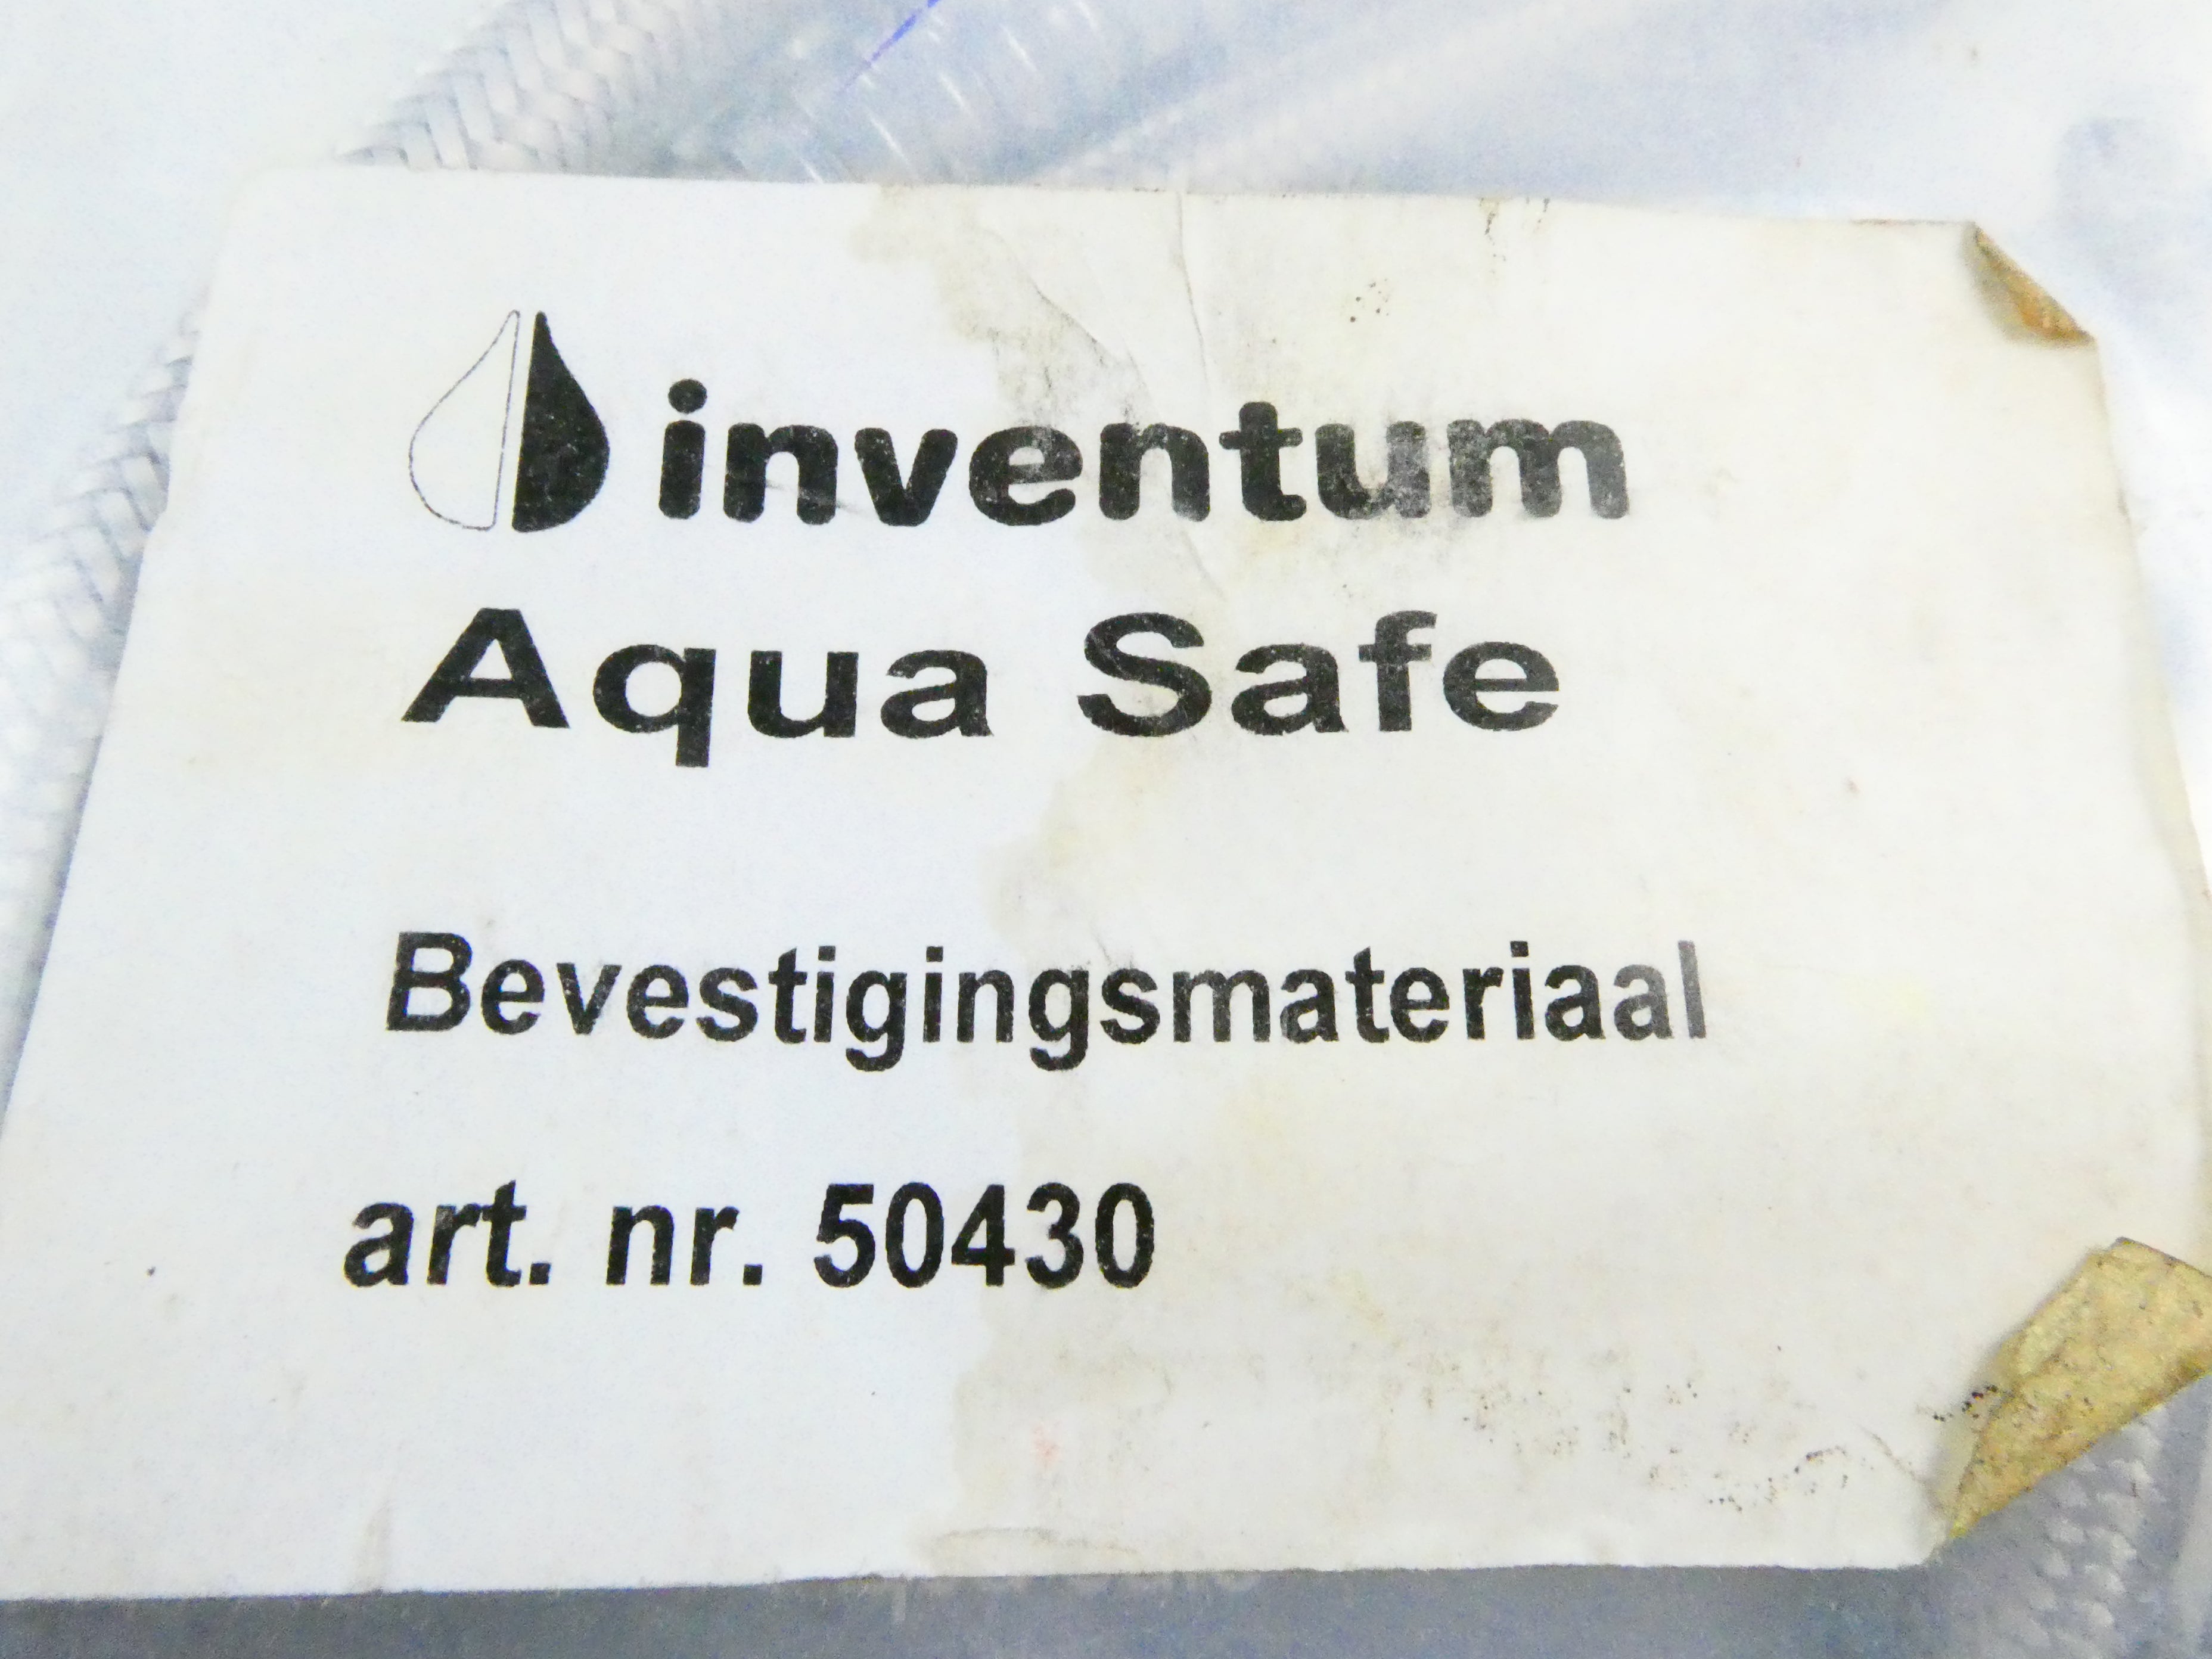 inventum
Aqua Safe
Bevestigingsmateriaal
art. nr. 50430